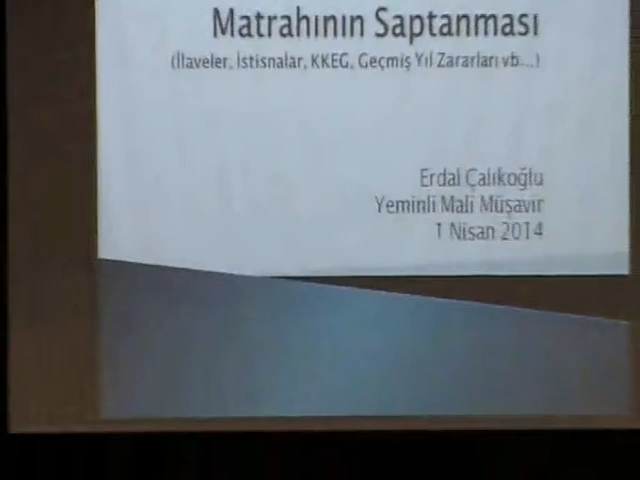 Matrahının Saptanması
(İlaveler, İstisnalar, KKEG, Geçmiş Yıl Zararları vb...)
Erdal Çalıkoğlu
Yeminli Mali Müşavir
1 Nisan 2014